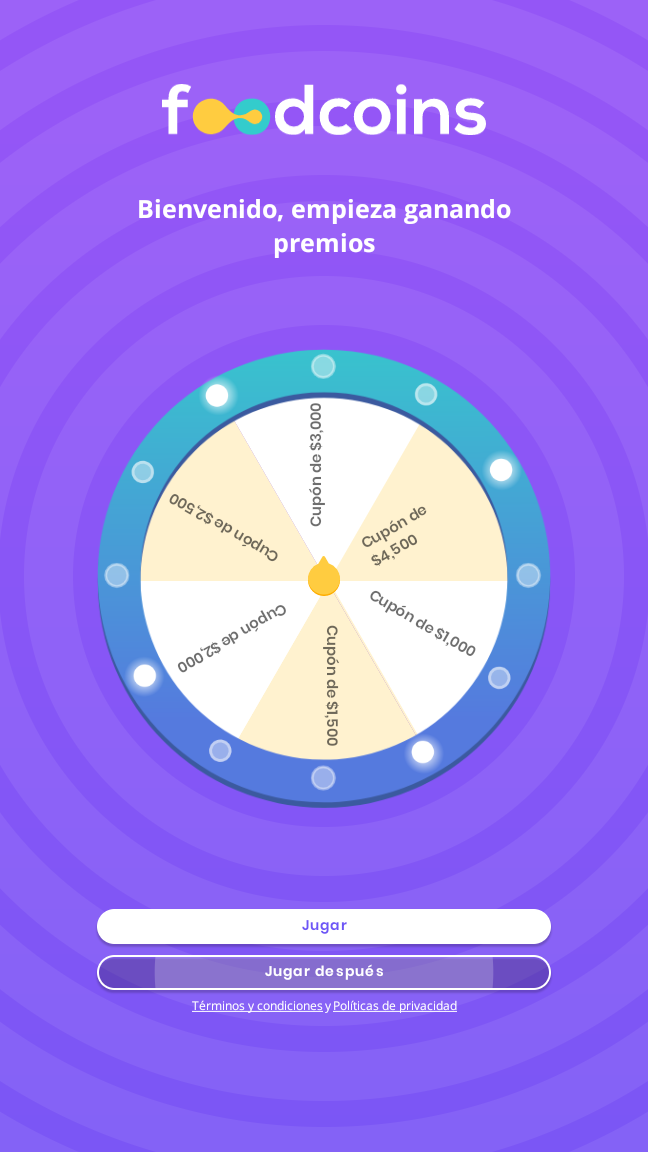 foodcoins
Bienvenido, empieza ganando
premios
Cupón de $3,000
Cupón de
$4,500
Cupón de $1,000
Cupón de $1,500
Cupón de $2,000
Cupón de $2,500
Jugar
Jugar después
Términos y condiciones y Políticas de privacidad